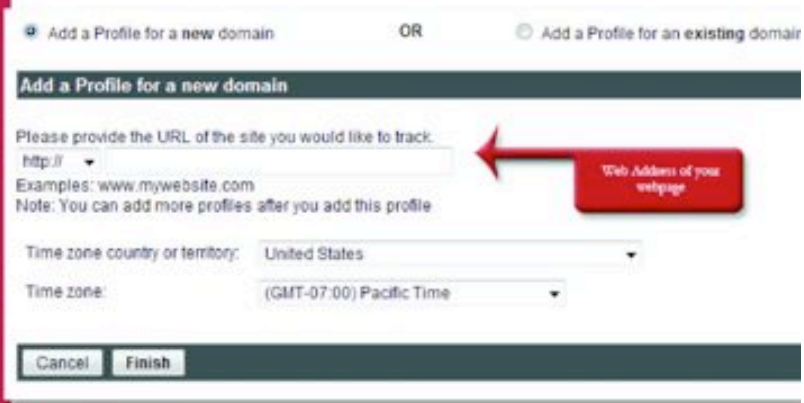 Add a Profile for a new domain OR Add a Profile for an existing domain
Add a Profile for a new domain
Please provide the URL of the site you would like to track.
http://
Web Address of your
webpage
Examples: www.mywebsite.com
Note: You can add more profiles after you add this profile
Time zone country or territory: United States
Time zone: (GMT-07:00) Pacific Time
Cancel Finish